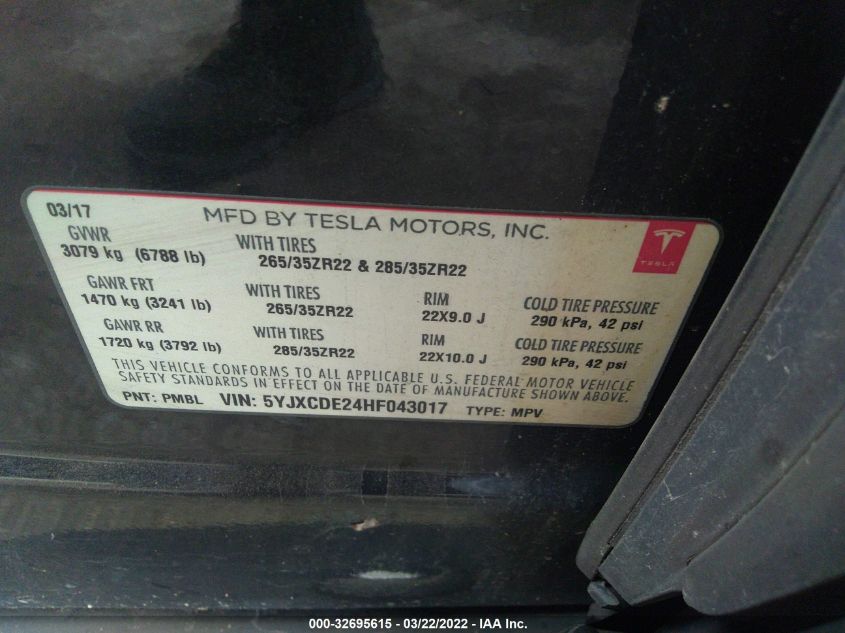 03/17 MFD BY TESLA MOTORS, INC.
GVWR WITH TIRES
3079 kg (6788 lb) 265/35ZR22 & 285/35ZR22
TESLA
GAWR FRT WITH TIRES RIM COLD TIRE PRESSURE
1470 kg (3241 lb) 265/35ZR22 22X9.0 J 290 kPa, 42 psi
GAWR RR WITH TIRES RIM COLD TIRE PRESSURE
1720 kg (3792 lb) 285/35ZR22 22X10.0 J 290 kPa, 42 psi
THIS VEHICLE CONFORMS TO ALL APPLICABLE U.S. FEDERAL MOTOR VEHICLE
SAFETY STANDARDS IN EFFECT ON THE DATE OF MANUFACTURE SHOWN ABOVE.
PNT: PMBL VIN: 5YJXCDE24HF043017 TYPE: MPV
000-32695615 - 03/22/2022 - IAA Inc.